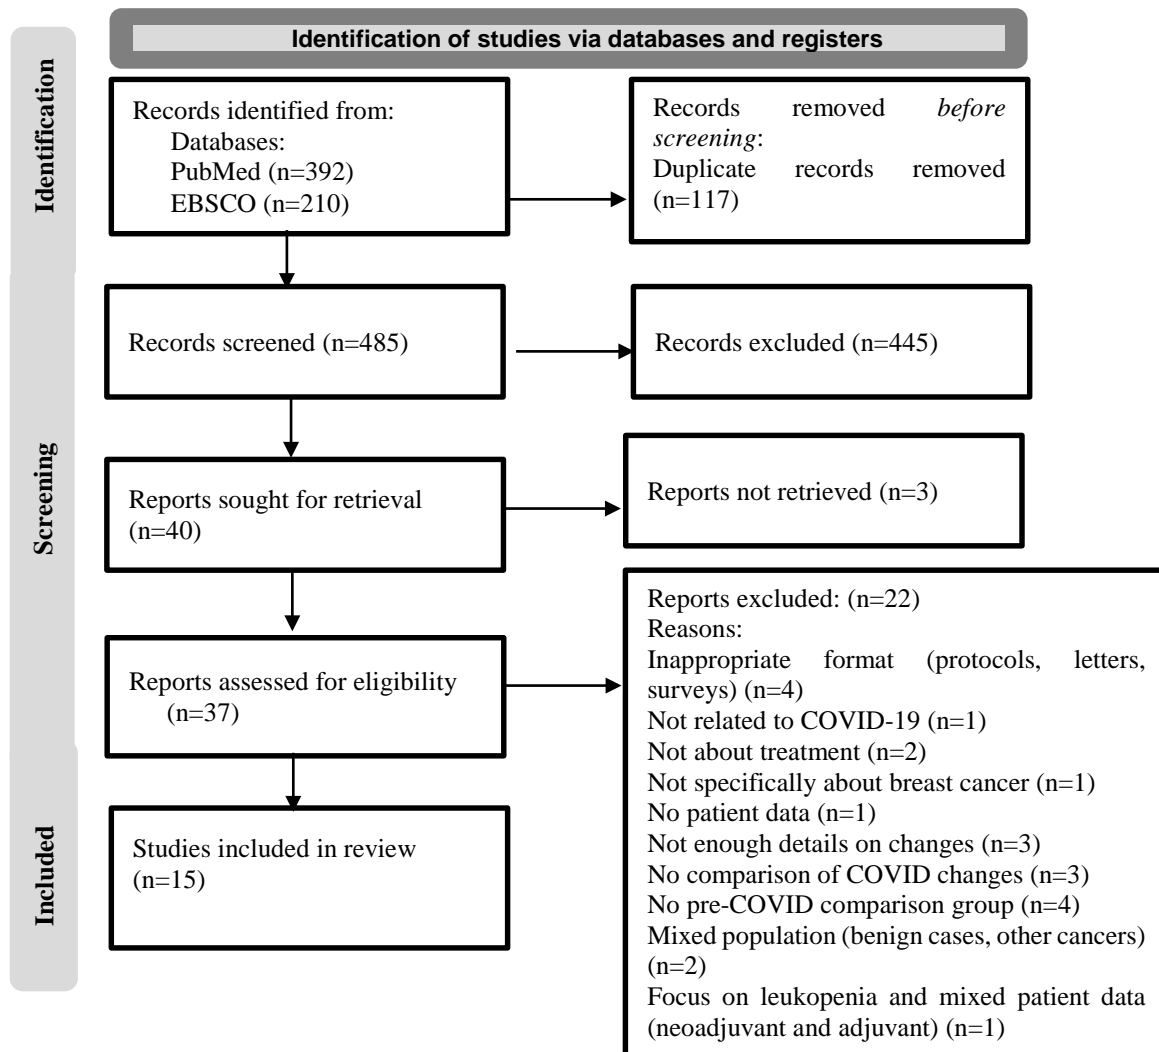 Identification of studies via databases and registers
Identification
Records identified from:
Databases:
PubMed (n=392)
EBSCO (n=210)
Records removed before
screening:
Duplicate records removed
(n=117)
Screening
Records screened (n=485)
Records excluded (n=445)
Reports sought for retrieval
(n=40)
Reports not retrieved (n=3)
Reports assessed for eligibility
(n=37)
Reports excluded: (n=22)
Reasons:
Inappropriate format (protocols, letters,
surveys) (n=4)
Not related to COVID-19 (n=1)
Not about treatment (n=2)
Not specifically about breast cancer (n=1)
No patient data (n=1)
Not enough details on changes (n=3)
No comparison of COVID changes (n=3)
No pre-COVID comparison group (n=4)
Mixed population (benign cases, other cancers)
(n=2)
Focus on leukopenia and mixed patient data
(neoadjuvant and adjuvant) (n=1)
Included
Studies included in review
(n=15)